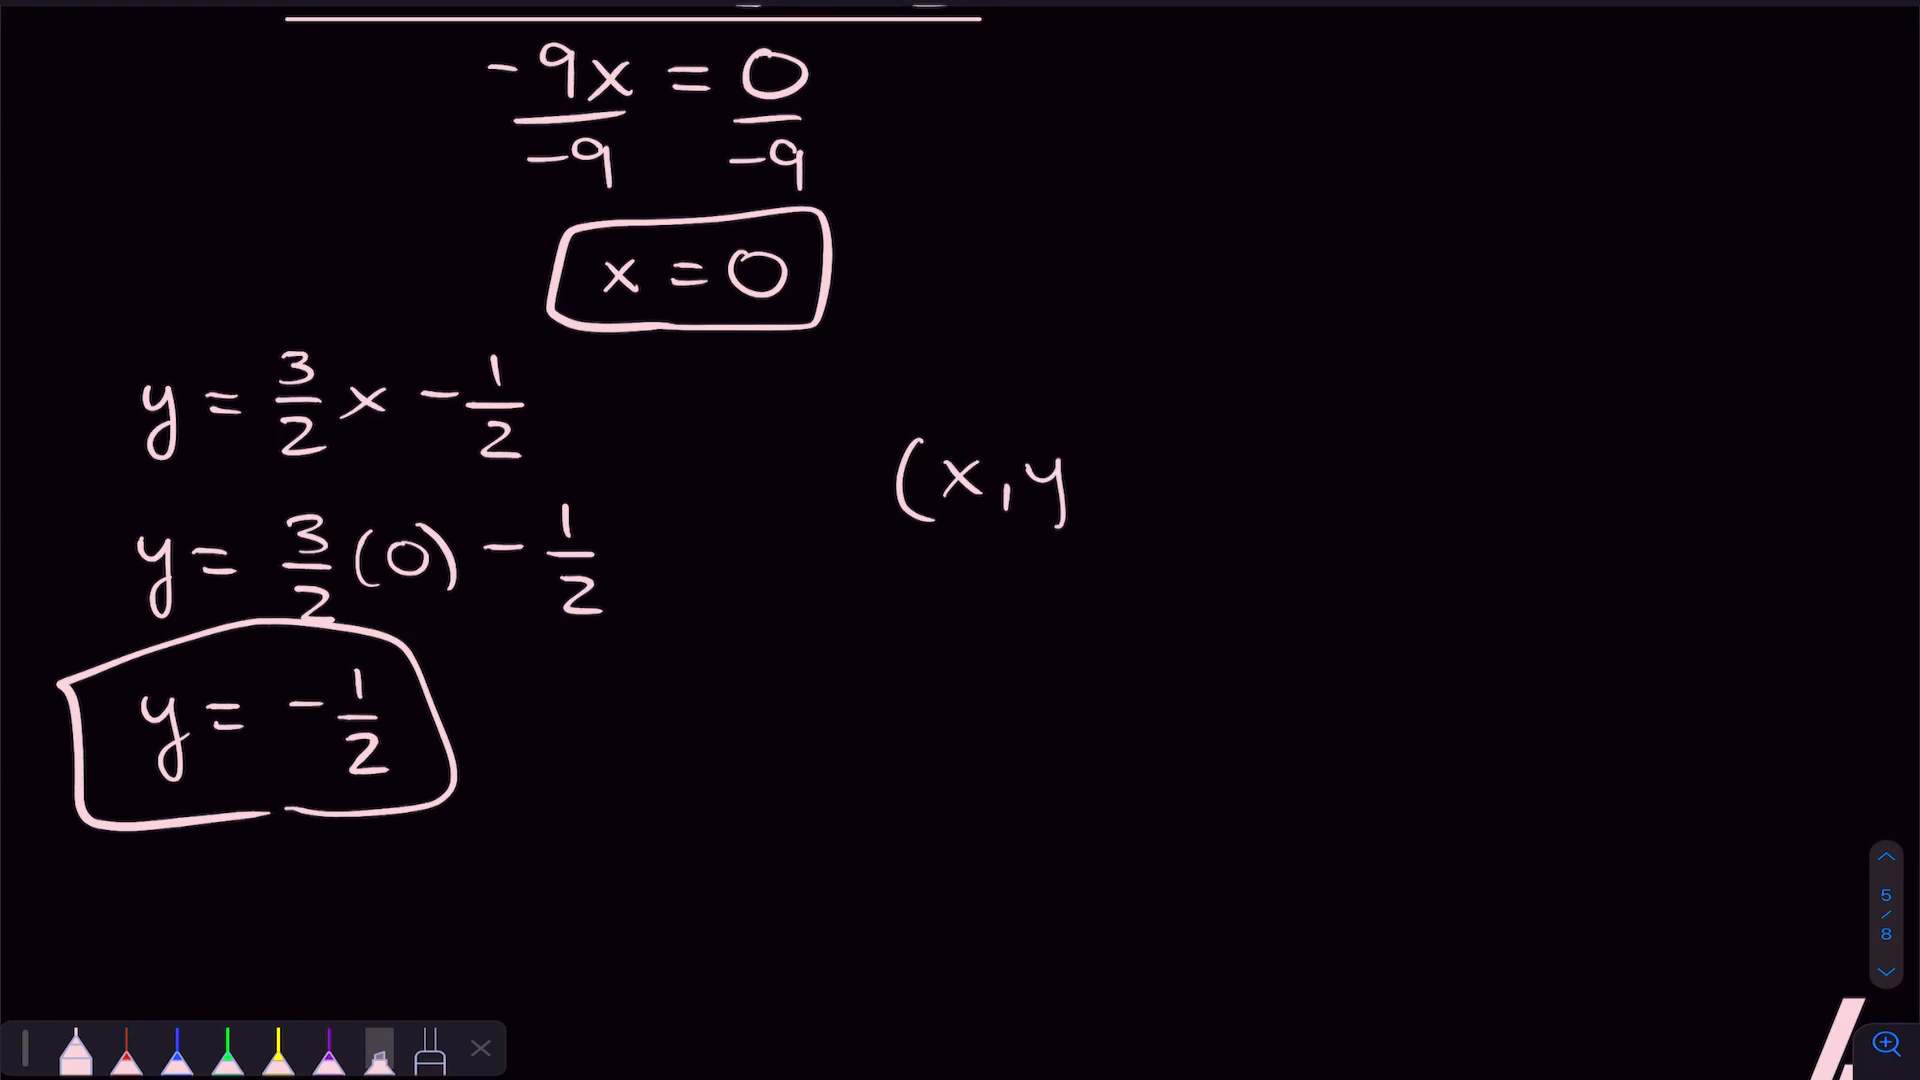 -9x = 0
-9 -9
x = 0
y = 3/2 x - 1/2
(x,y
y = 3/2 (0) - 1/2
y = - 1/2
5
/
8